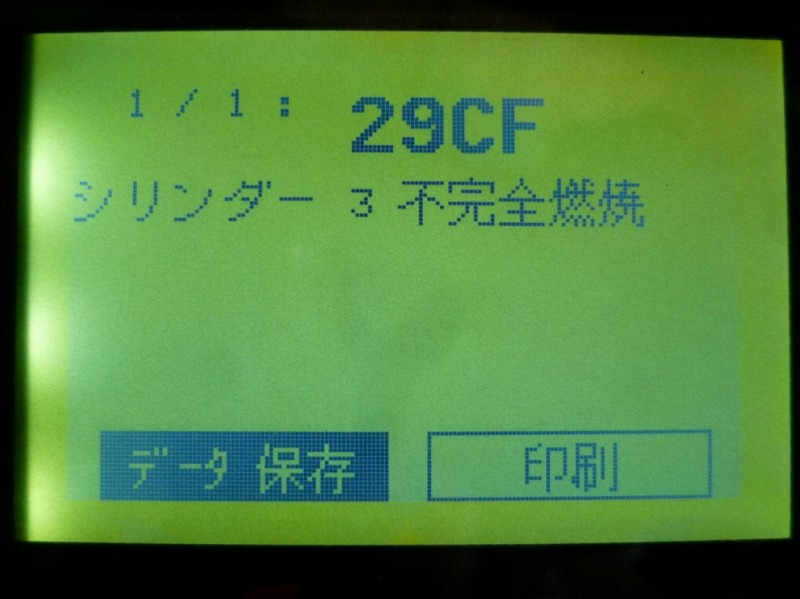 1/1: 29CF
シリンダー 3 不完全燃焼
データ 保存 印刷